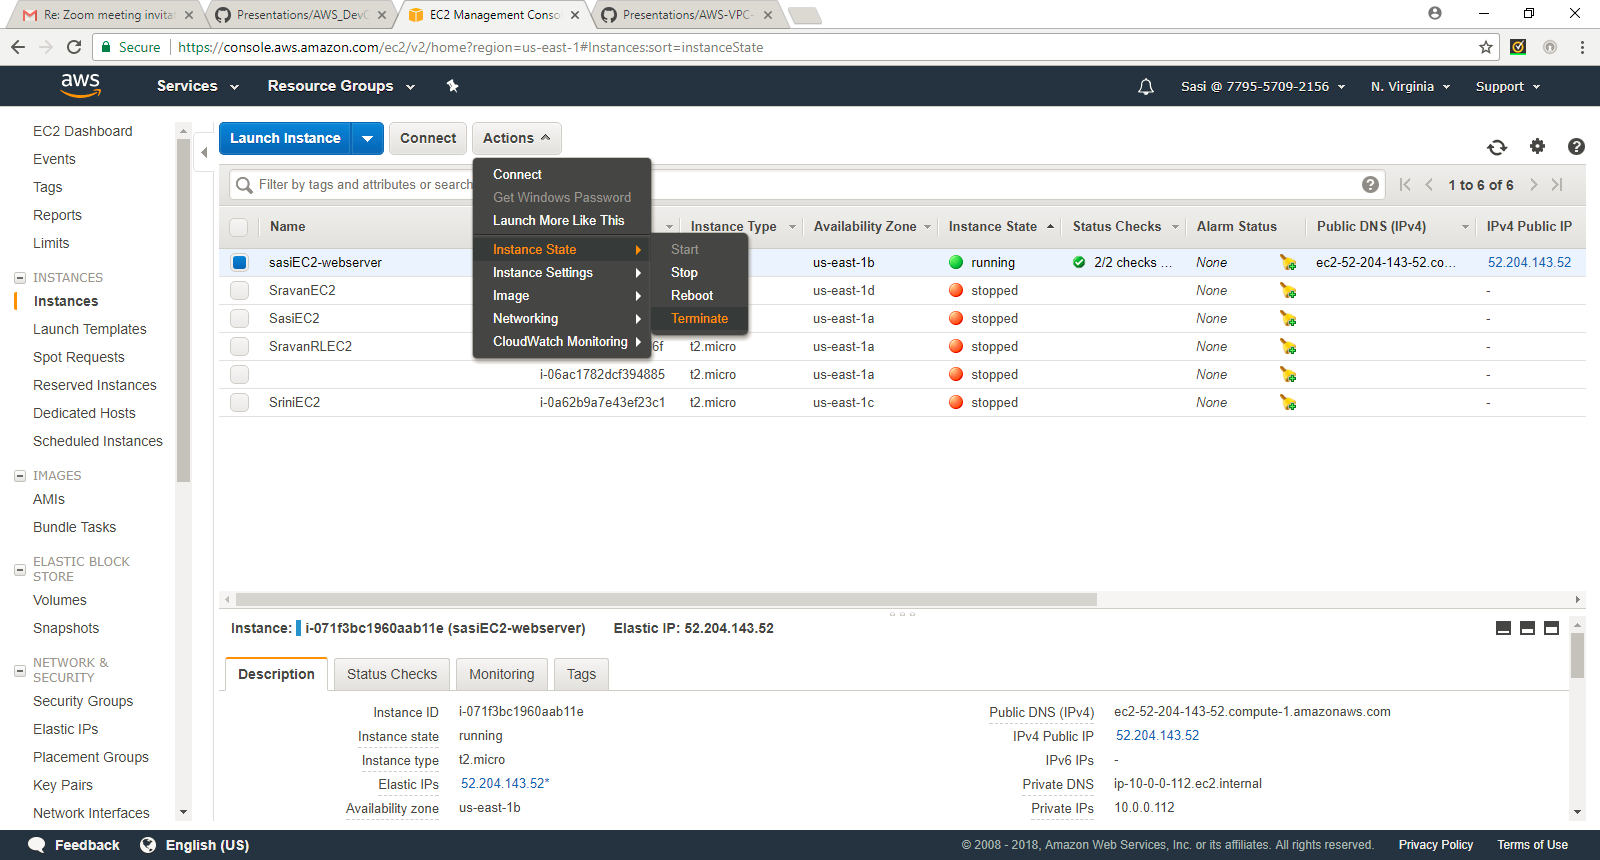 Re: Zoom meeting invitat
Presentations/AWS_DevO
EC2 Management Conso
Presentations/AWS-VPC-
Secure
https://console.aws.amazon.com/ec2/v2/home?region=us-east-1#Instances:sort=instanceState
aws
Services
Resource Groups
Sasi @ 7795-5709-2156
N. Virginia
Support
EC2 Dashboard
Events
Tags
Reports
Limits
INSTANCES
Instances
Launch Templates
Spot Requests
Reserved Instances
Dedicated Hosts
Scheduled Instances
IMAGES
AMIs
Bundle Tasks
ELASTIC BLOCK
STORE
Volumes
Snapshots
NETWORK &
SECURITY
Security Groups
Elastic IPs
Placement Groups
Key Pairs
Network Interfaces
Launch Instance
Connect
Actions
Filter by tags and attributes or search
1 to 6 of 6
Connect
Get Windows Password
Launch More Like This
Instance State
Instance Settings
Image
Networking
CloudWatch Monitoring
Start
Stop
Reboot
Terminate
Name Instance Type Availability Zone Instance State Status Checks Alarm Status Public DNS (IPv4) IPv4 Public IP
sasiEC2-webserver us-east-1b running 2/2 checks ... None ec2-52-204-143-52.co... 52.204.143.52
SravanEC2 us-east-1d stopped None -
SasiEC2 us-east-1a stopped None -
SravanRLEC2 6f t2.micro us-east-1a stopped None -
i-06ac1782dcf394885 t2.micro us-east-1a stopped None -
SriniEC2 i-0a62b9a7e43ef23c1 t2.micro us-east-1c stopped None -
Instance: i-071f3bc1960aab11e (sasiEC2-webserver) Elastic IP: 52.204.143.52
Description
Status Checks
Monitoring
Tags
Instance ID i-071f3bc1960aab11e
Instance state running
Instance type t2.micro
Elastic IPs 52.204.143.52*
Availability zone us-east-1b
Public DNS (IPv4) ec2-52-204-143-52.compute-1.amazonaws.com
IPv4 Public IP 52.204.143.52
IPv6 IPs -
Private DNS ip-10-0-0-112.ec2.internal
Private IPs 10.0.0.112
Feedback
English (US)
© 2008 - 2018, Amazon Web Services, Inc. or its affiliates. All rights reserved.
Privacy Policy
Terms of Use